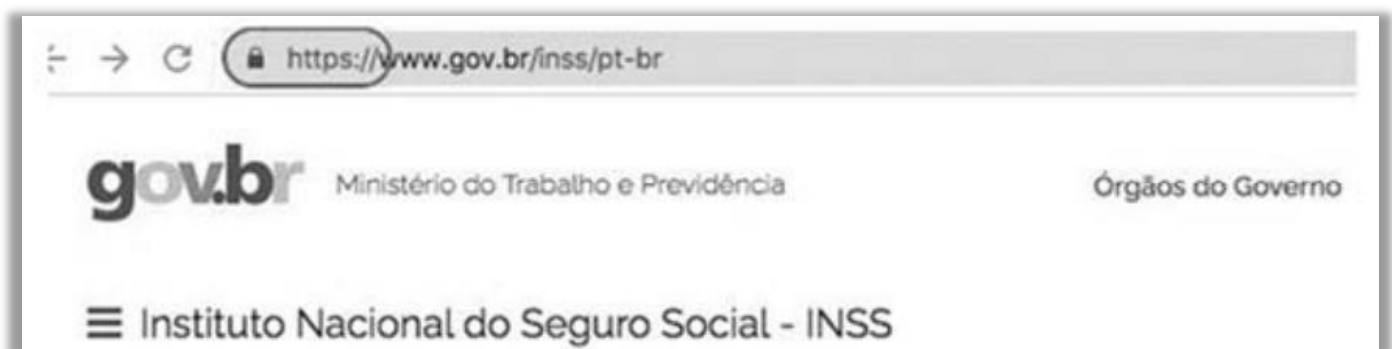 https://www.gov.br/inss/pt-br
gov.br Ministério do Trabalho e Previdência Órgãos do Governo
Instituto Nacional do Seguro Social - INSS